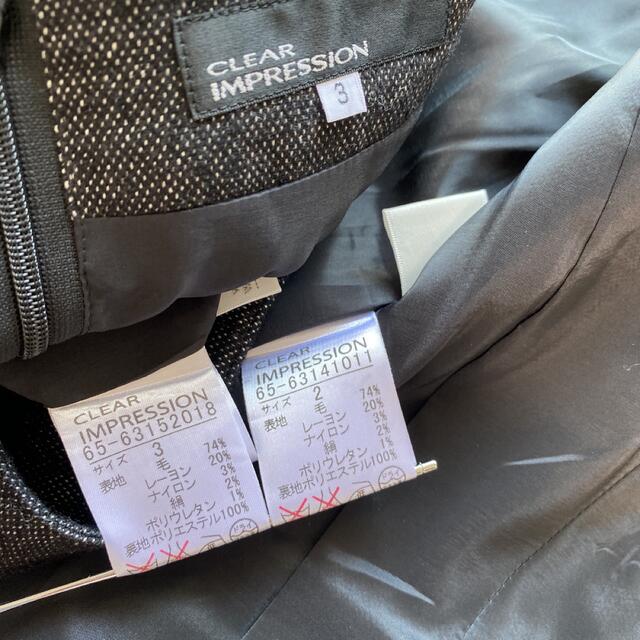 CLEAR
IMPRESSION
3
CLEAR
IMPRESSION
65-63152018
サイズ 3
表地 毛 74%
レーヨン 20%
ナイロン 3%
綿 2%
ポリウレタン 1%
裏地ポリエステル100%
CLEAR
IMPRESSION
65-63141011
サイズ 2
表地 毛 74%
レーヨン 20%
ナイロン 3%
綿 2%
ポリウレタン 1%
裏地ポリエステル100%